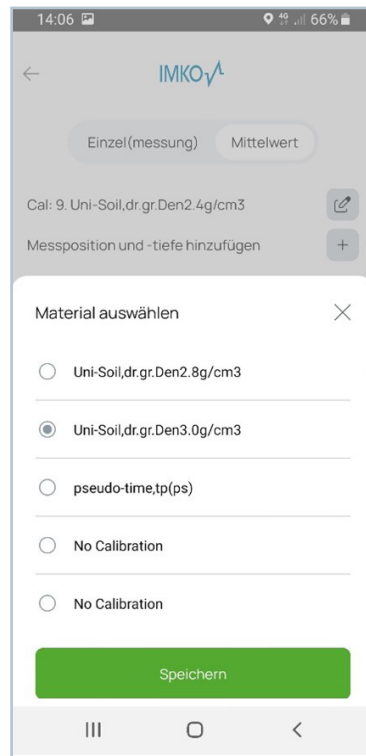 14:06 4G 66%
IMKO
Einzel(messung) Mittelwert
Cal: 9. Uni-Soil,dr.gr.Den2.4g/cm3
Messposition und -tiefe hinzufügen +
Material auswählen
Uni-Soil,dr.gr.Den2.8g/cm3
Uni-Soil,dr.gr.Den3.0g/cm3
pseudo-time,tp(ps)
No Calibration
No Calibration
Speichern